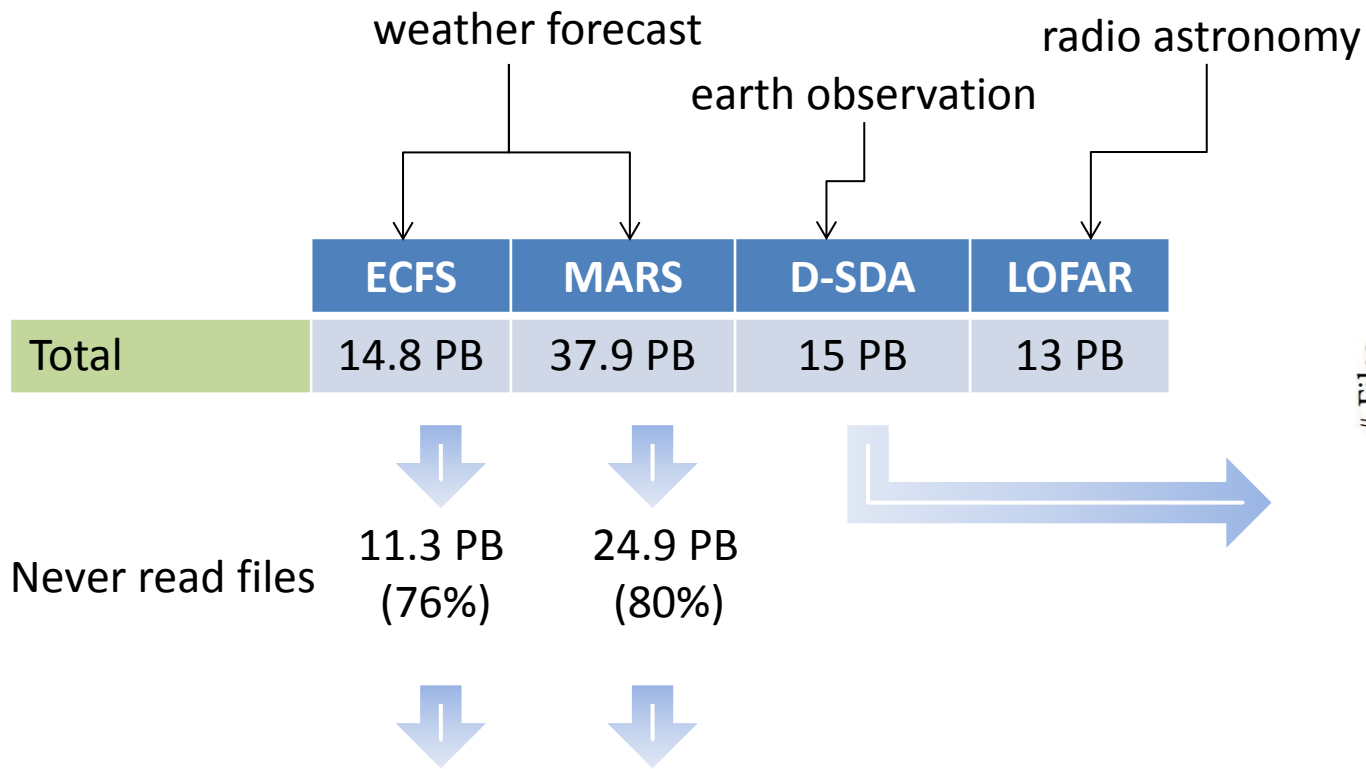 weather forecast
radio astronomy
earth observation
ECFS MARS D-SDA LOFAR
Total 14.8 PB 37.9 PB 15 PB 13 PB
Never read files
11.3 PB 24.9 PB
(76%) (80%)